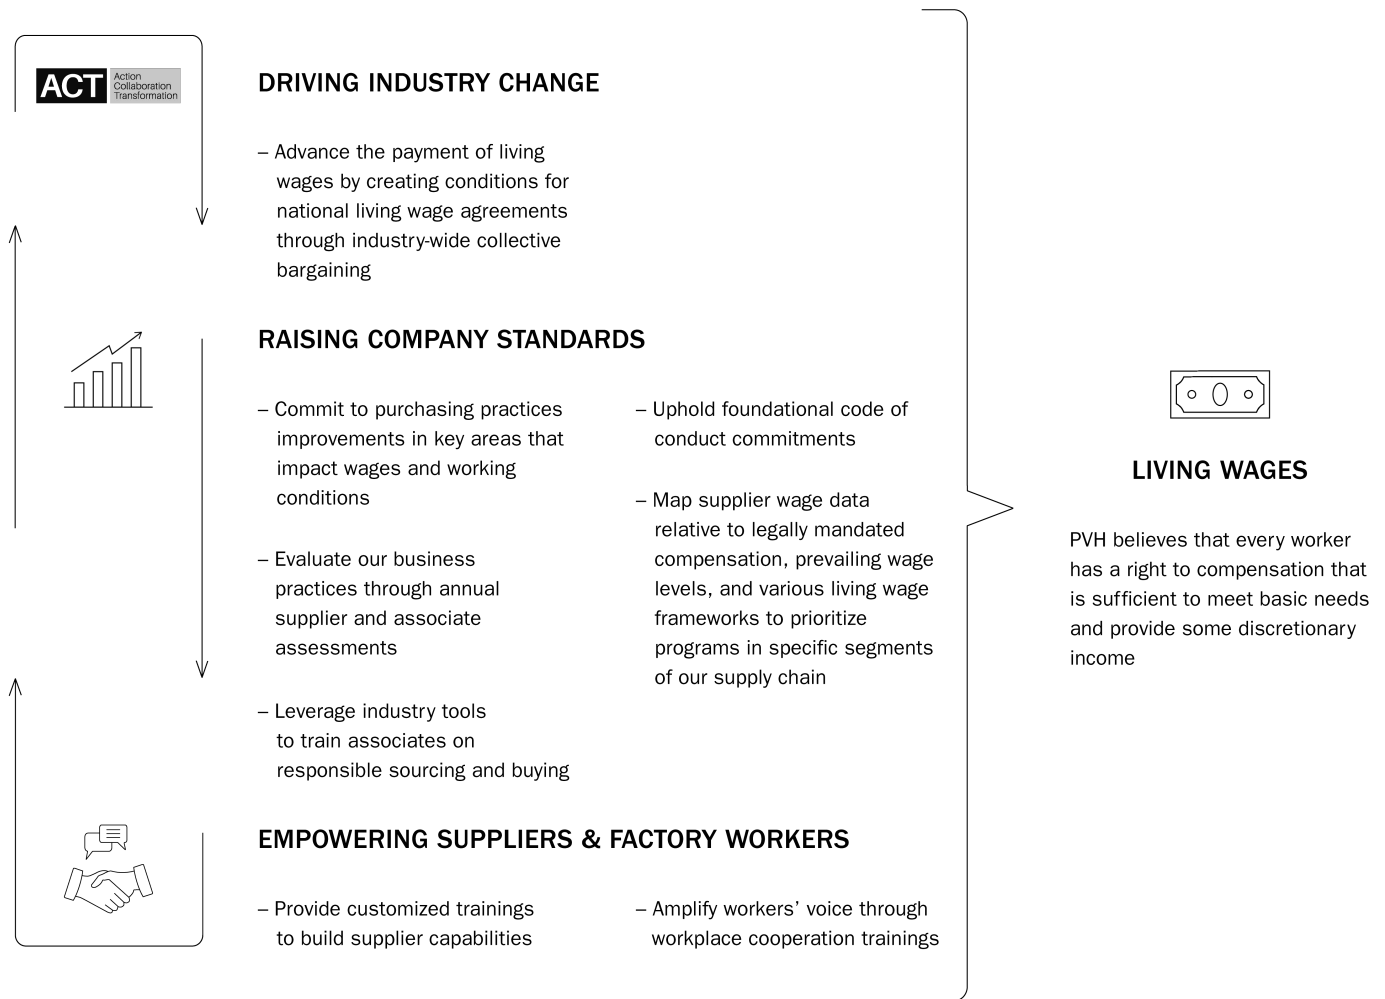 ACT
Action
Collaboration
Transformation
DRIVING INDUSTRY CHANGE
– Advance the payment of living
wages by creating conditions for
national living wage agreements
through industry-wide collective
bargaining
RAISING COMPANY STANDARDS
– Commit to purchasing practices
improvements in key areas that
impact wages and working
conditions
– Evaluate our business
practices through annual
supplier and associate
assessments
– Leverage industry tools
to train associates on
responsible sourcing and buying
– Uphold foundational code of
conduct commitments
– Map supplier wage data
relative to legally mandated
compensation, prevailing wage
levels, and various living wage
frameworks to prioritize
programs in specific segments
of our supply chain
EMPOWERING SUPPLIERS & FACTORY WORKERS
– Provide customized trainings
to build supplier capabilities
– Amplify workers’ voice through
workplace cooperation trainings
LIVING WAGES
PVH believes that every worker
has a right to compensation that
is sufficient to meet basic needs
and provide some discretionary
income